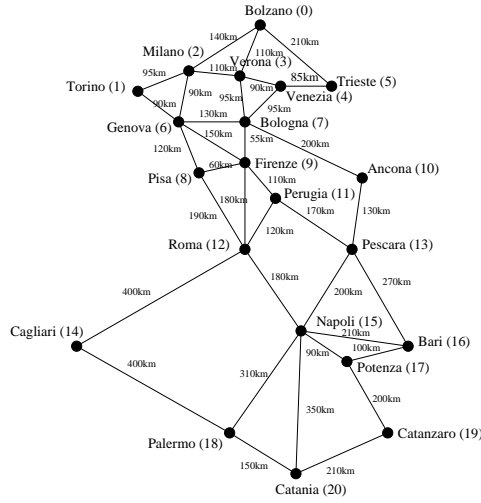 Bolzano (0)
140km
210km
110km
Milano (2)
Verona (3)
110km
95km
85km
Trieste (5)
Torino (1)
90km
90km
Venezia (4)
90km
95km
95km
Genova (6)
130km
Bologna (7)
150km
55km
200km
120km
60km
Firenze (9)
Ancona (10)
Pisa (8)
110km
Perugia (11)
180km
170km
130km
190km
120km
Roma (12)
Pescara (13)
180km
270km
400km
200km
Cagliari (14)
Napoli (15)
210km
Bari (16)
90km
100km
Potenza (17)
400km
310km
200km
350km
Palermo (18)
Catanzaro (19)
150km
210km
Catania (20)